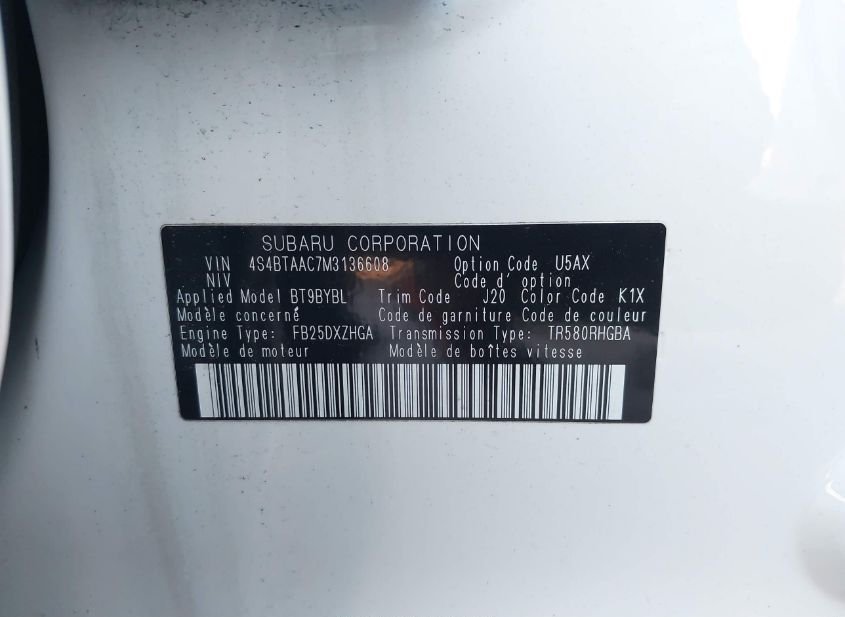 SUBARU CORPORATION
VIN 4S4BTAAC7M3136608 Option Code U5AX
NIV Code d' option
Applied Model BT9BYBL Trim Code J20 Color Code K1X
Modèle concerné Code de garniture Code de couleur
Engine Type: FB25DXZHGA Transmission Type: TR580RHGBA
Modèle de moteur Modèle de boîtes vitesse